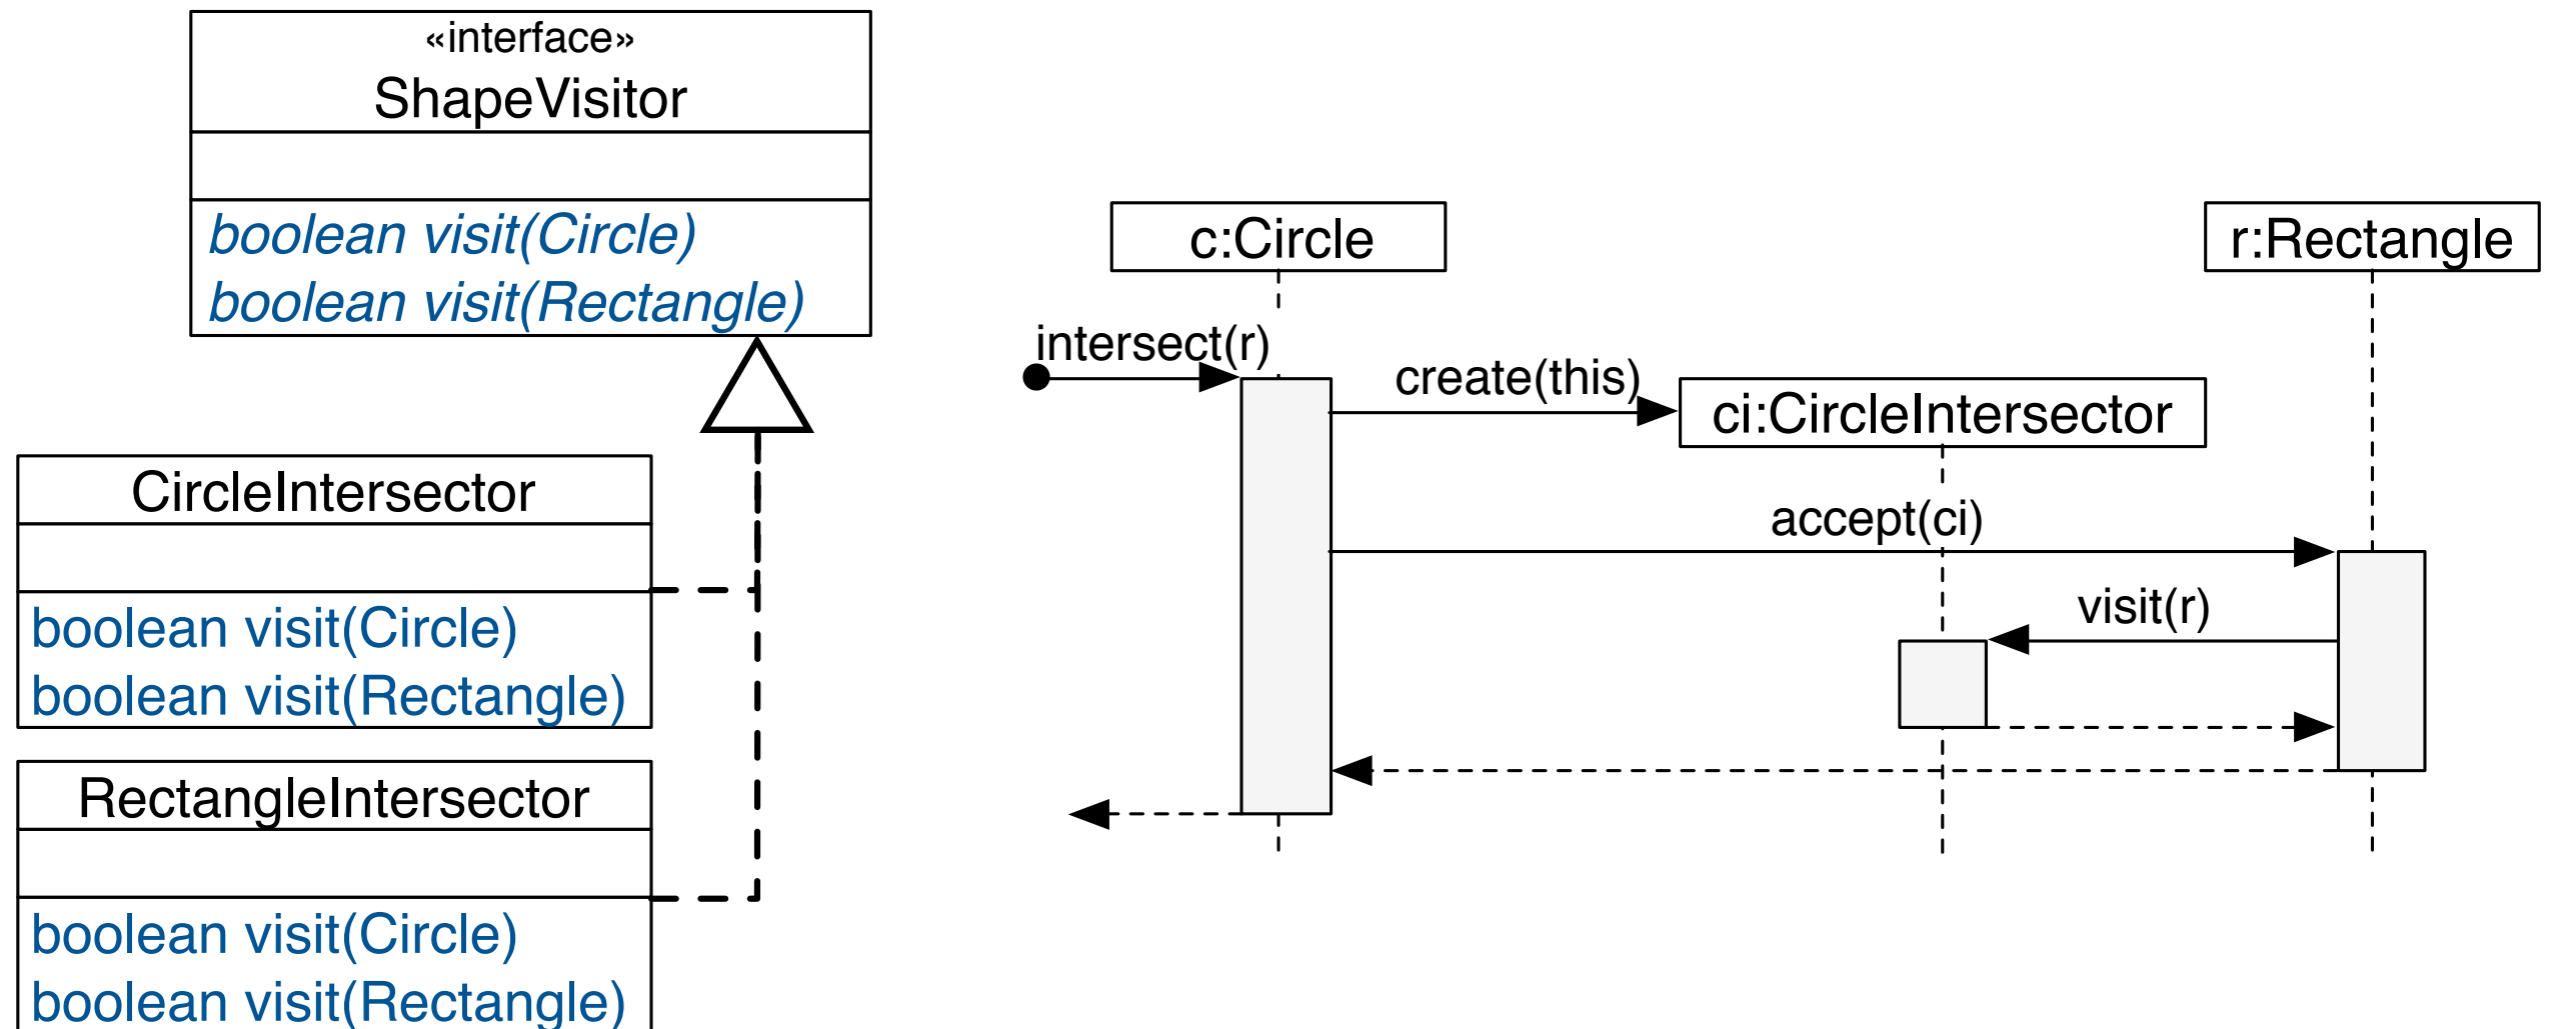 «interface»
ShapeVisitor
boolean visit(Circle)
boolean visit(Rectangle)
CircleIntersector
boolean visit(Circle)
boolean visit(Rectangle)
RectangleIntersector
boolean visit(Circle)
boolean visit(Rectangle)
c:Circle
r:Rectangle
intersect(r)
create(this)
ci:CircleIntersector
accept(ci)
visit(r)